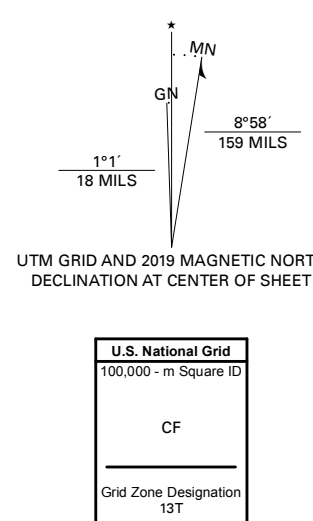 ★
MN
GN
8°58´
159 MILS
1°1´
18 MILS
UTM GRID AND 2019 MAGNETIC NORT
DECLINATION AT CENTER OF SHEET
U.S. National Grid
100,000 - m Square ID
CF
Grid Zone Designation
13T